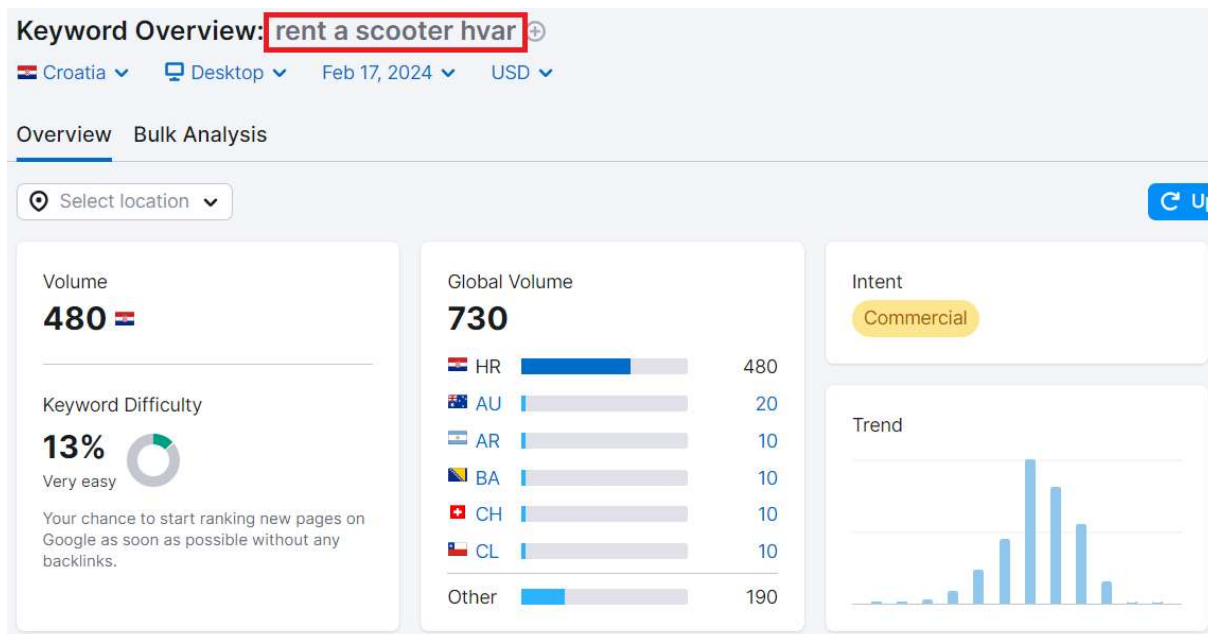 Keyword Overview: rent a scooter hvar
Croatia Desktop Feb 17, 2024 USD
Overview Bulk Analysis
Select location
Volume
480
Keyword Difficulty
13%
Very easy
Your chance to start ranking new pages on
Google as soon as possible without any
backlinks.
Global Volume
730
HR 480
AU 20
AR 10
BA 10
CH 10
CL 10
Other 190
Intent
Commercial
Trend